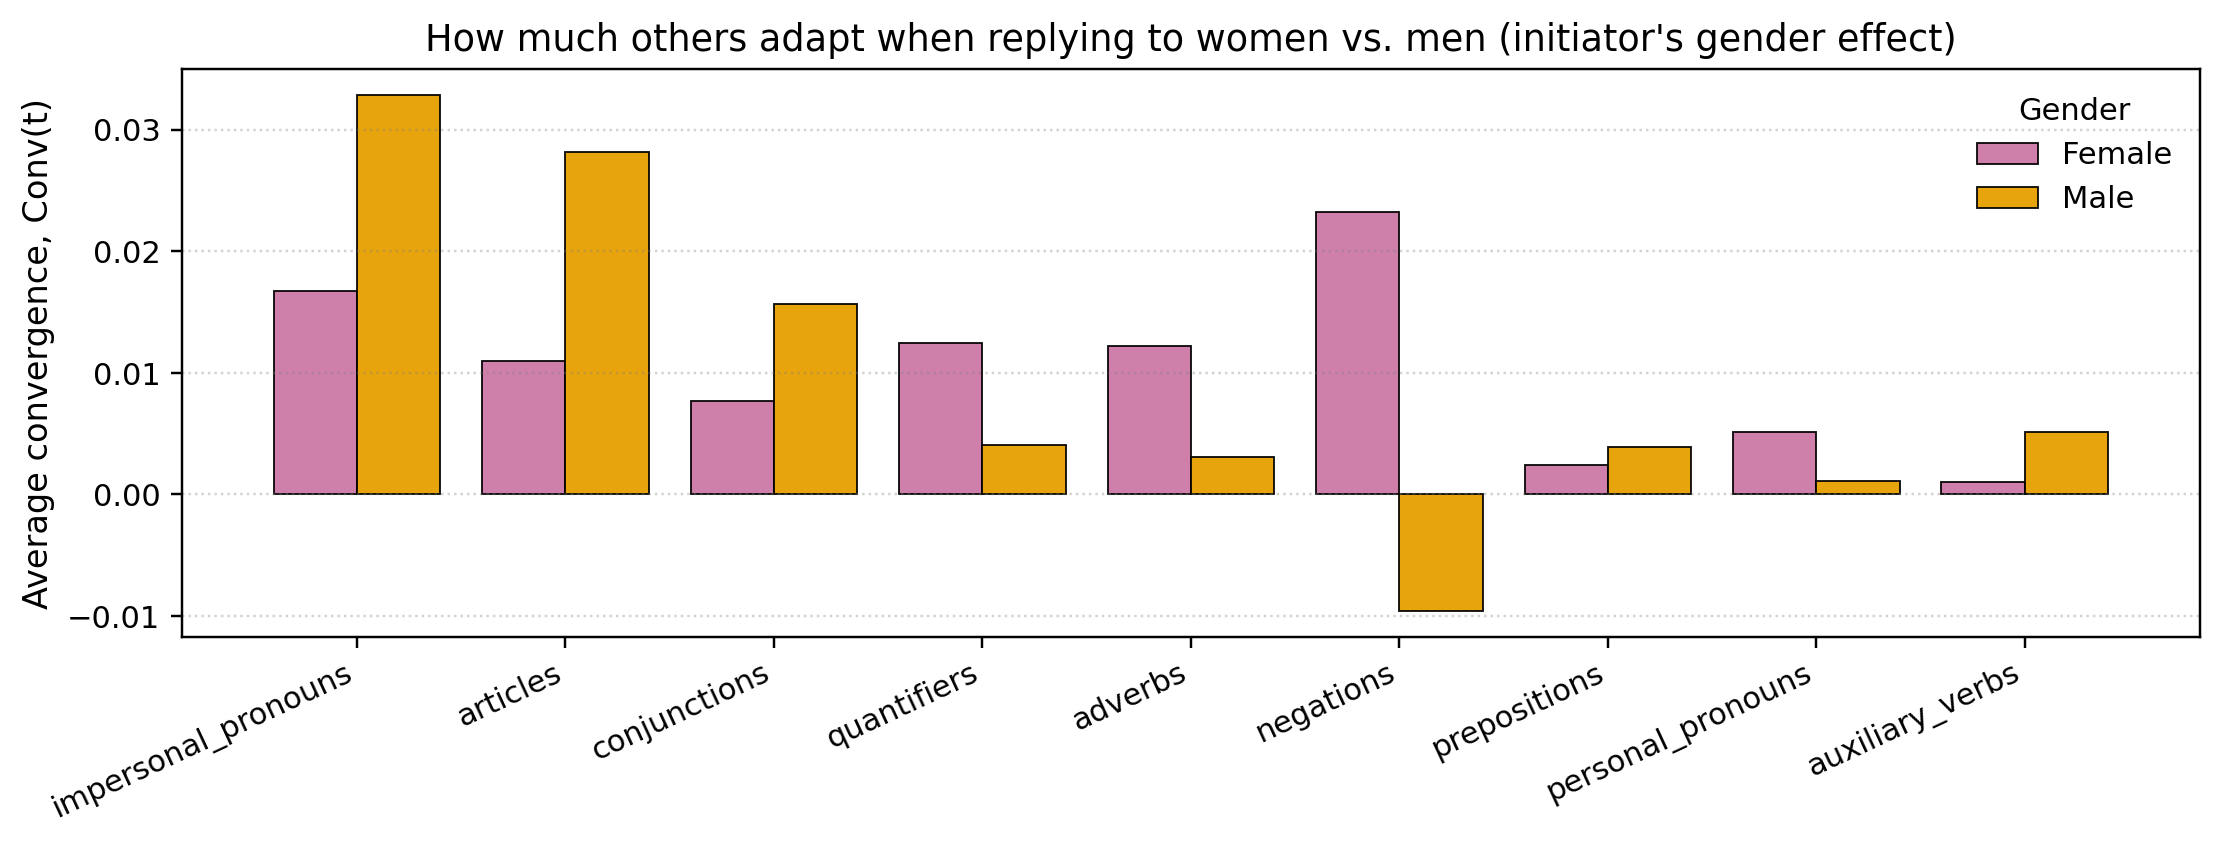 How much others adapt when replying to women vs. men (initiator's gender effect)
Average convergence, Conv(t)
0.03
0.02
0.01
0.00
−0.01
Gender
Female
Male
impersonal_pronouns
articles
conjunctions
quantifiers
adverbs
negations
prepositions
personal_pronouns
auxiliary_verbs